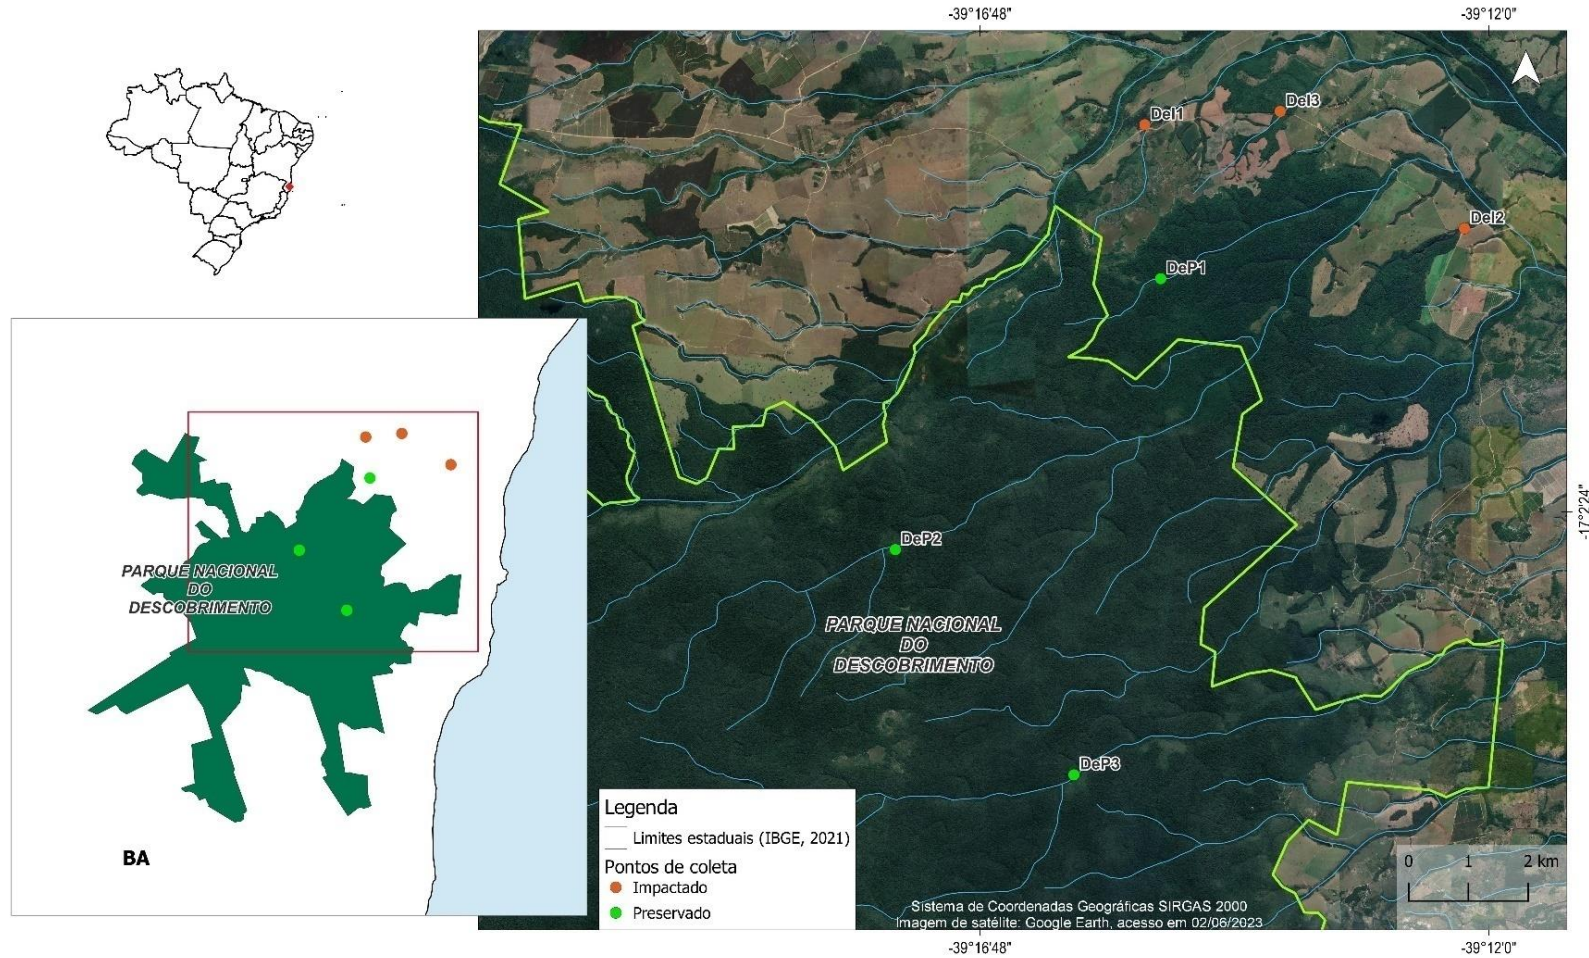 -39°16'48"
-39°12'0"
DeI1
DeI3
DeI2
DeP1
-17°2'24"
DeP2
PARQUE NACIONAL
DO
DESCOBRIMENTO
PARQUE NACIONAL
DO
DESCOBRIMENTO
DeP3
BA
Legenda
Limites estaduais (IBGE, 2021)
Pontos de coleta
Impactado
Preservado
0 1 2 km
Sistema de Coordenadas Geográficas SIRGAS 2000
Imagem de satélite: Google Earth, acesso em 02/06/2023
-39°16'48"
-39°12'0"